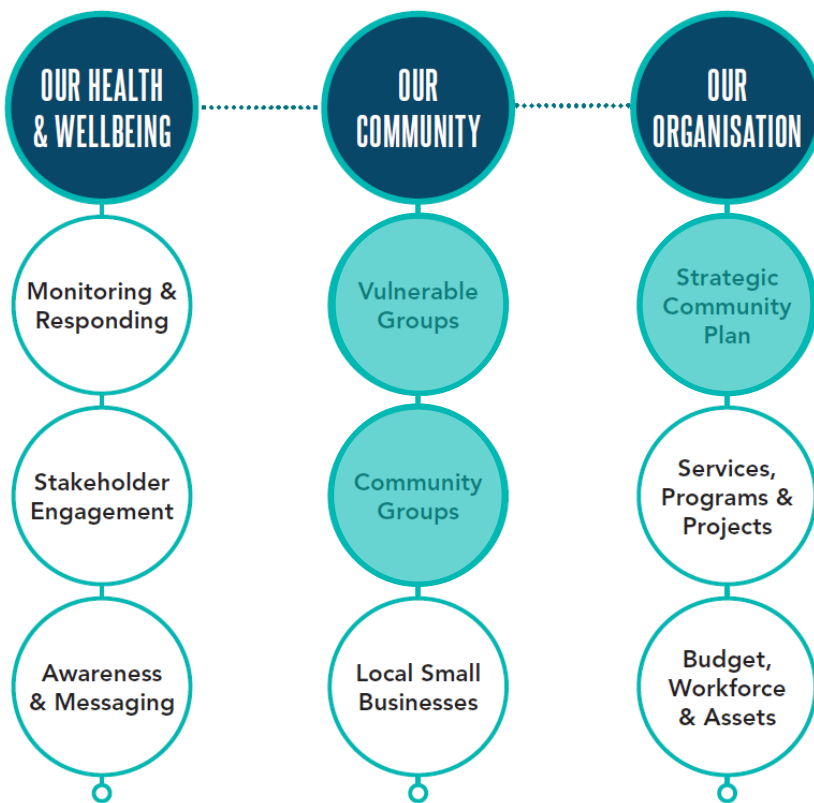 OUR HEALTH
& WELLBEING
Monitoring &
Responding
Stakeholder
Engagement
Awareness
& Messaging
OUR
COMMUNITY
Vulnerable
Groups
Community
Groups
Local Small
Businesses
OUR
ORGANISATION
Strategic
Community
Plan
Services,
Programs &
Projects
Budget,
Workforce
& Assets